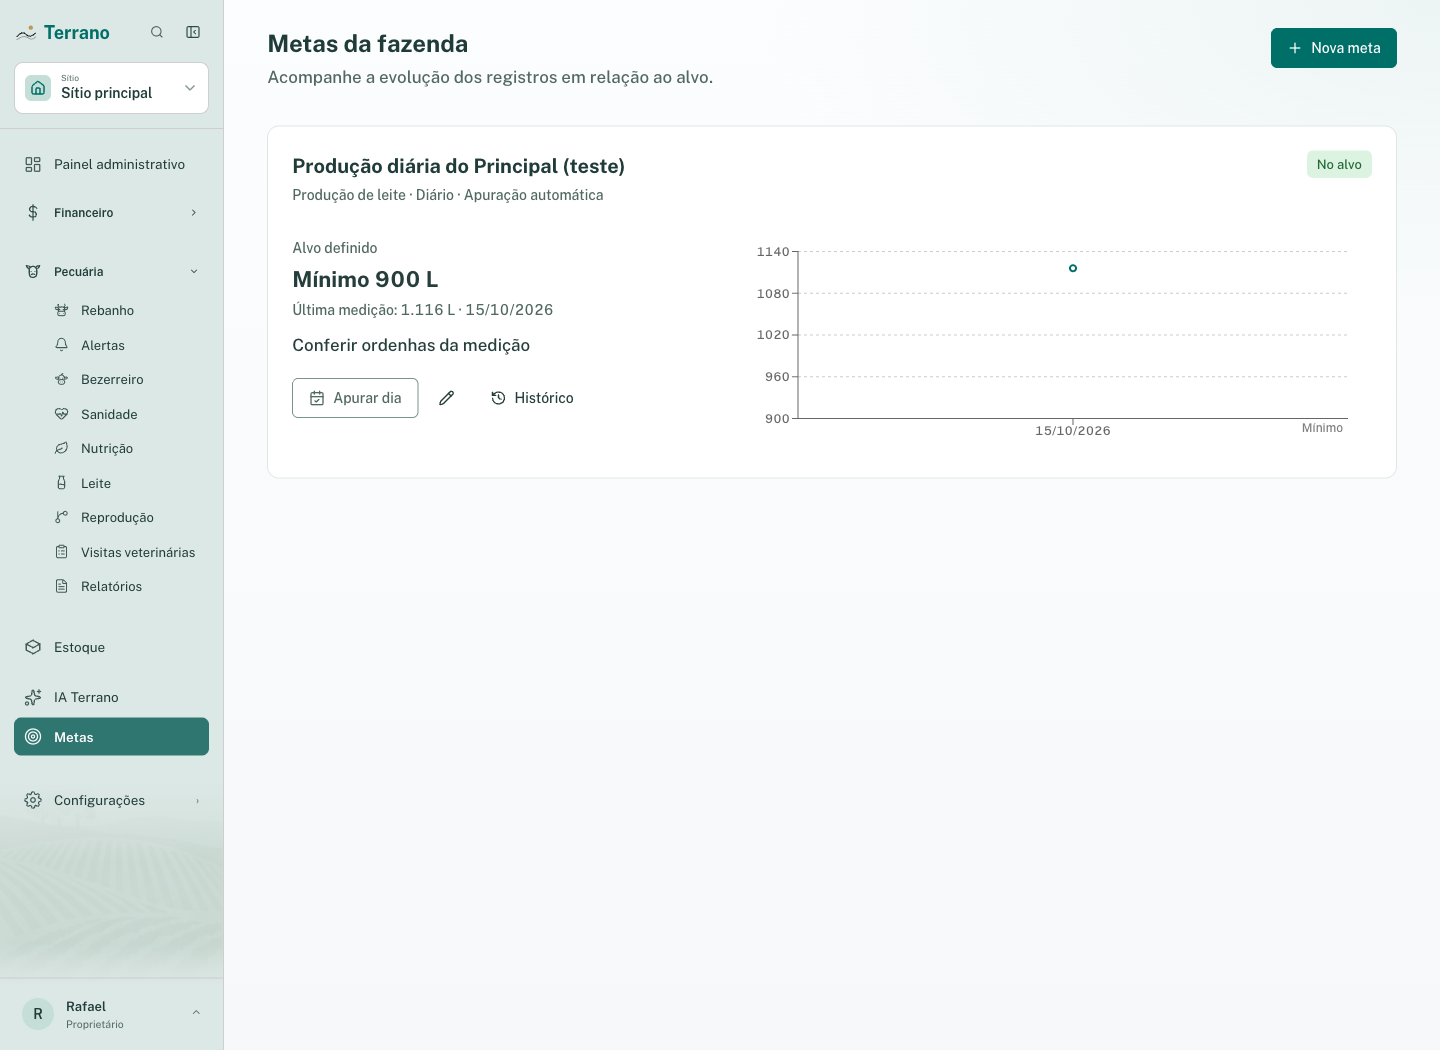 Terrano
Sítio
Sítio principal
Painel administrativo
Financeiro
Pecuária
Rebanho
Alertas
Bezerreiro
Sanidade
Nutrição
Leite
Reprodução
Visitas veterinárias
Relatórios
Estoque
IA Terrano
Metas
Configurações
R
Rafael
Proprietário
Metas da fazenda
Acompanhe a evolução dos registros em relação ao alvo.
Nova meta
Produção diária do Principal (teste)
No alvo
Produção de leite · Diário · Apuração automática
Alvo definido
Mínimo 900 L
Última medição: 1.116 L · 15/10/2026
Conferir ordenhas da medição
Apurar dia
Histórico
1140
1080
1020
960
900
15/10/2026
Mínimo